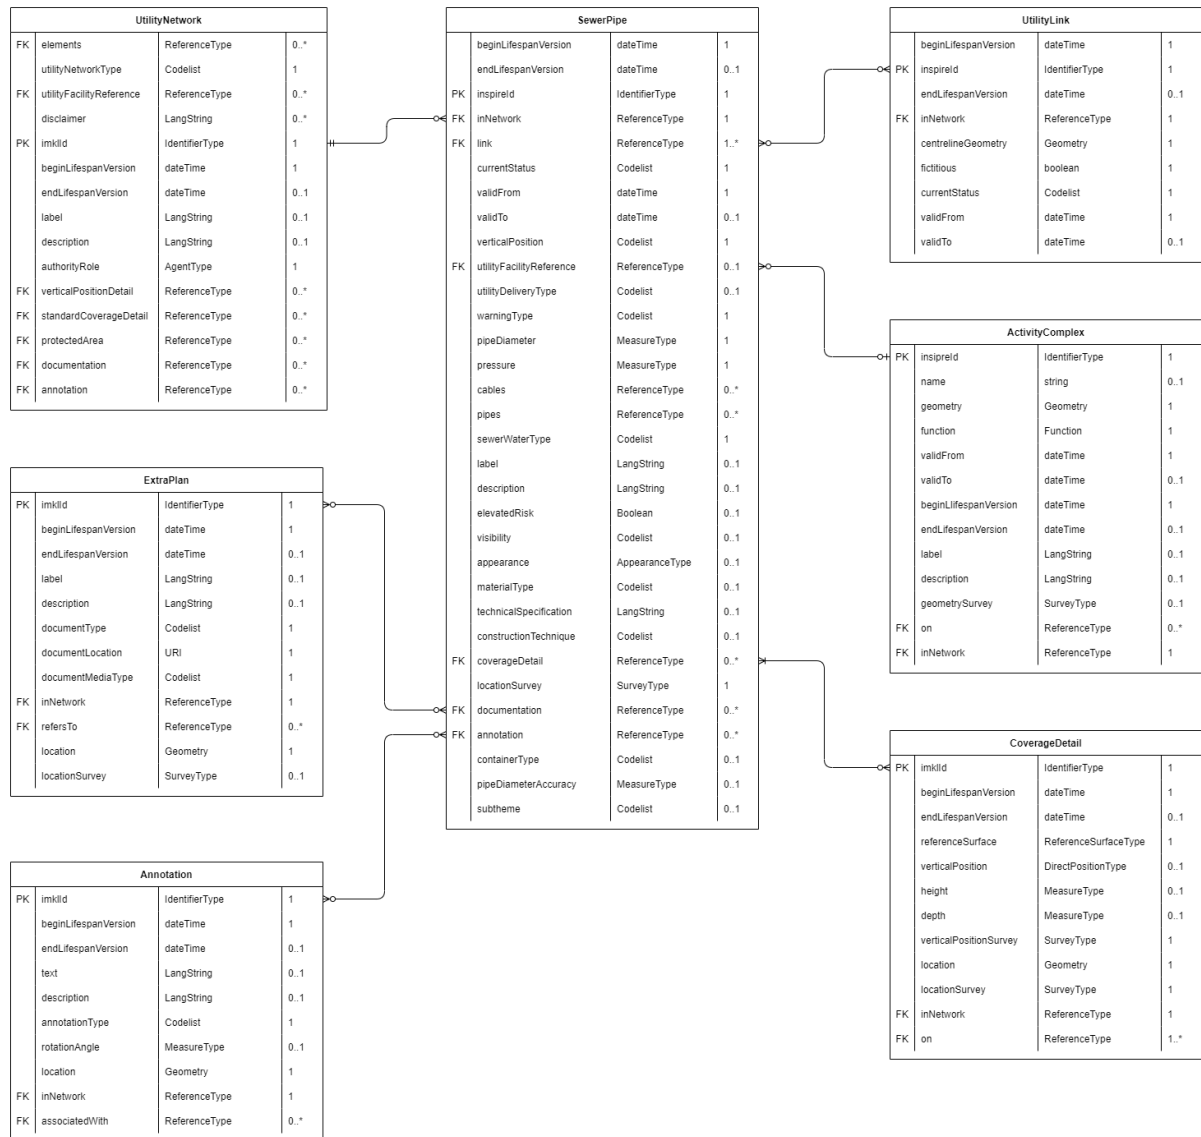 UtilityNetwork
FK elements ReferenceType 0..*
utilityNetworkType Codelist 1
FK utilityFacilityReference ReferenceType 0..*
disclaimer LangString 0..*
PK imklId IdentifierType 1
beginLifespanVersion dateTime 1
endLifespanVersion dateTime 0..1
label LangString 0..1
description LangString 0..1
authorityRole AgentType 1
FK verticalPositionDetail ReferenceType 0..*
FK standardCoverageDetail ReferenceType 0..*
FK protectedArea ReferenceType 0..*
FK documentation ReferenceType 0..*
FK annotation ReferenceType 0..*
ExtraPlan
PK imklId IdentifierType 1
beginLifespanVersion dateTime 1
endLifespanVersion dateTime 0..1
label LangString 0..1
description LangString 0..1
documentType Codelist 1
documentLocation URI 1
documentMediaType Codelist 1
FK inNetwork ReferenceType 1
FK refersTo ReferenceType 0..*
location Geometry 1
locationSurvey SurveyType 0..1
Annotation
PK imklId IdentifierType 1
beginLifespanVersion dateTime 1
endLifespanVersion dateTime 0..1
text LangString 0..1
description LangString 0..1
annotationType Codelist 1
rotationAngle MeasureType 0..1
location Geometry 1
FK inNetwork ReferenceType 1
FK associatedWith ReferenceType 0..*
SewerPipe
beginLifespanVersion dateTime 1
endLifespanVersion dateTime 0..1
PK inspireId IdentifierType 1
FK inNetwork ReferenceType 1
FK link ReferenceType 1..*
currentStatus Codelist 1
validFrom dateTime 1
validTo dateTime 0..1
verticalPosition Codelist 1
FK utilityFacilityReference ReferenceType 0..1
utilityDeliveryType Codelist 0..1
warningType Codelist 1
pipeDiameter MeasureType 1
pressure MeasureType 1
cables ReferenceType 0..*
pipes ReferenceType 0..*
sewerWaterType Codelist 1
label LangString 0..1
description LangString 0..1
elevatedRisk Boolean 0..1
visibility Codelist 0..1
appearance AppearanceType 0..1
materialType Codelist 0..1
technicalSpecification LangString 0..1
constructionTechnique Codelist 0..1
FK coverageDetail ReferenceType 0..*
locationSurvey SurveyType 1
FK documentation ReferenceType 0..*
FK annotation ReferenceType 0..*
containerType Codelist 0..1
pipeDiameterAccuracy MeasureType 0..1
subtheme Codelist 0..1
UtilityLink
beginLifespanVersion dateTime 1
PK inspireId IdentifierType 1
endLifespanVersion dateTime 0..1
FK inNetwork ReferenceType 1
centrelineGeometry Geometry 1
fictitious boolean 1
currentStatus Codelist 1
validFrom dateTime 1
validTo dateTime 0..1
ActivityComplex
PK insipreId IdentifierType 1
name string 0..1
geometry Geometry 1
function Function 1
validFrom dateTime 1
validTo dateTime 0..1
beginLlifespanVersion dateTime 1
endLifespanVersion dateTime 0..1
label LangString 0..1
description LangString 0..1
geometrySurvey SurveyType 0..1
FK on ReferenceType 0..*
FK inNetwork ReferenceType 1
CoverageDetail
PK imklId IdentifierType 1
beginLifespanVersion dateTime 1
endLifespanVersion dateTime 0..1
referenceSurface ReferenceSurfaceType 1
verticalPosition DirectPositionType 0..1
height MeasureType 0..1
depth MeasureType 0..1
verticalPositionSurvey SurveyType 1
location Geometry 1
locationSurvey SurveyType 1
FK inNetwork ReferenceType 1
FK on ReferenceType 1..*